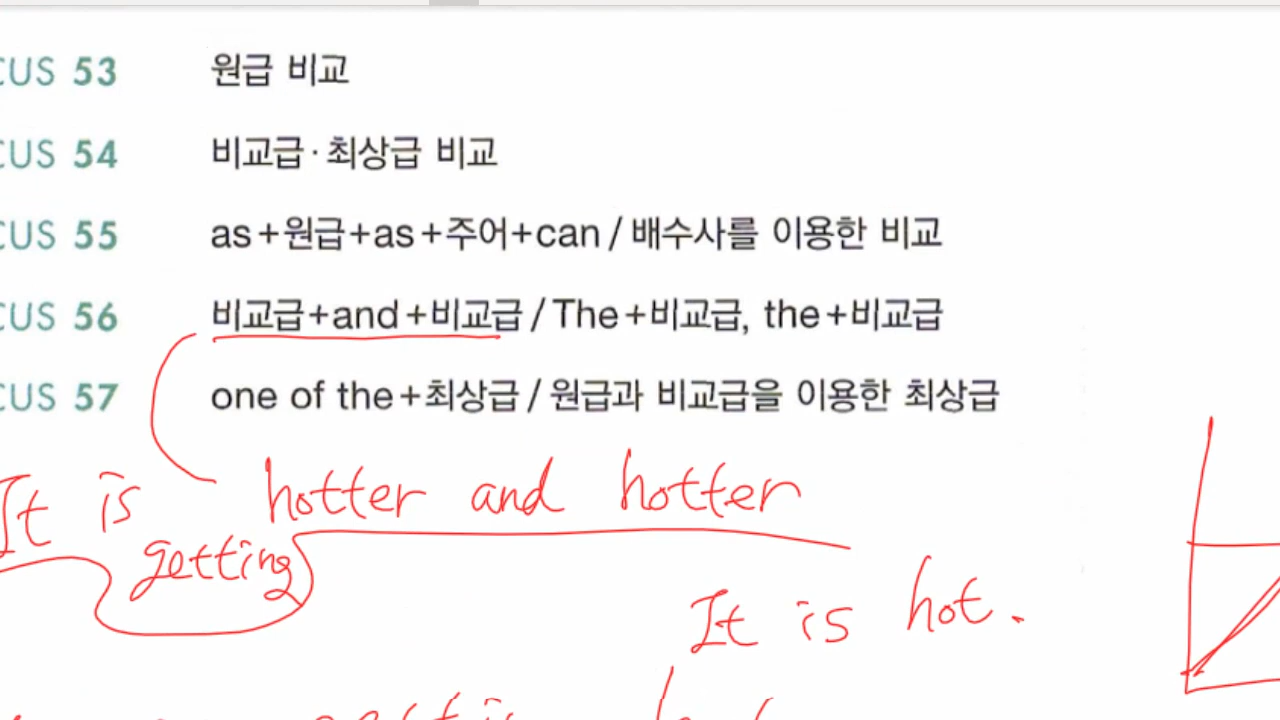 CUS 53 원급 비교
CUS 54 비교급·최상급 비교
CUS 55 as+원급+as+주어+can / 배수사를 이용한 비교
CUS 56 비교급+and+비교급 / The+비교급, the+비교급
CUS 57 one of the+최상급 / 원급과 비교급을 이용한 최상급
It is hotter and hotter
getting
It is hot.